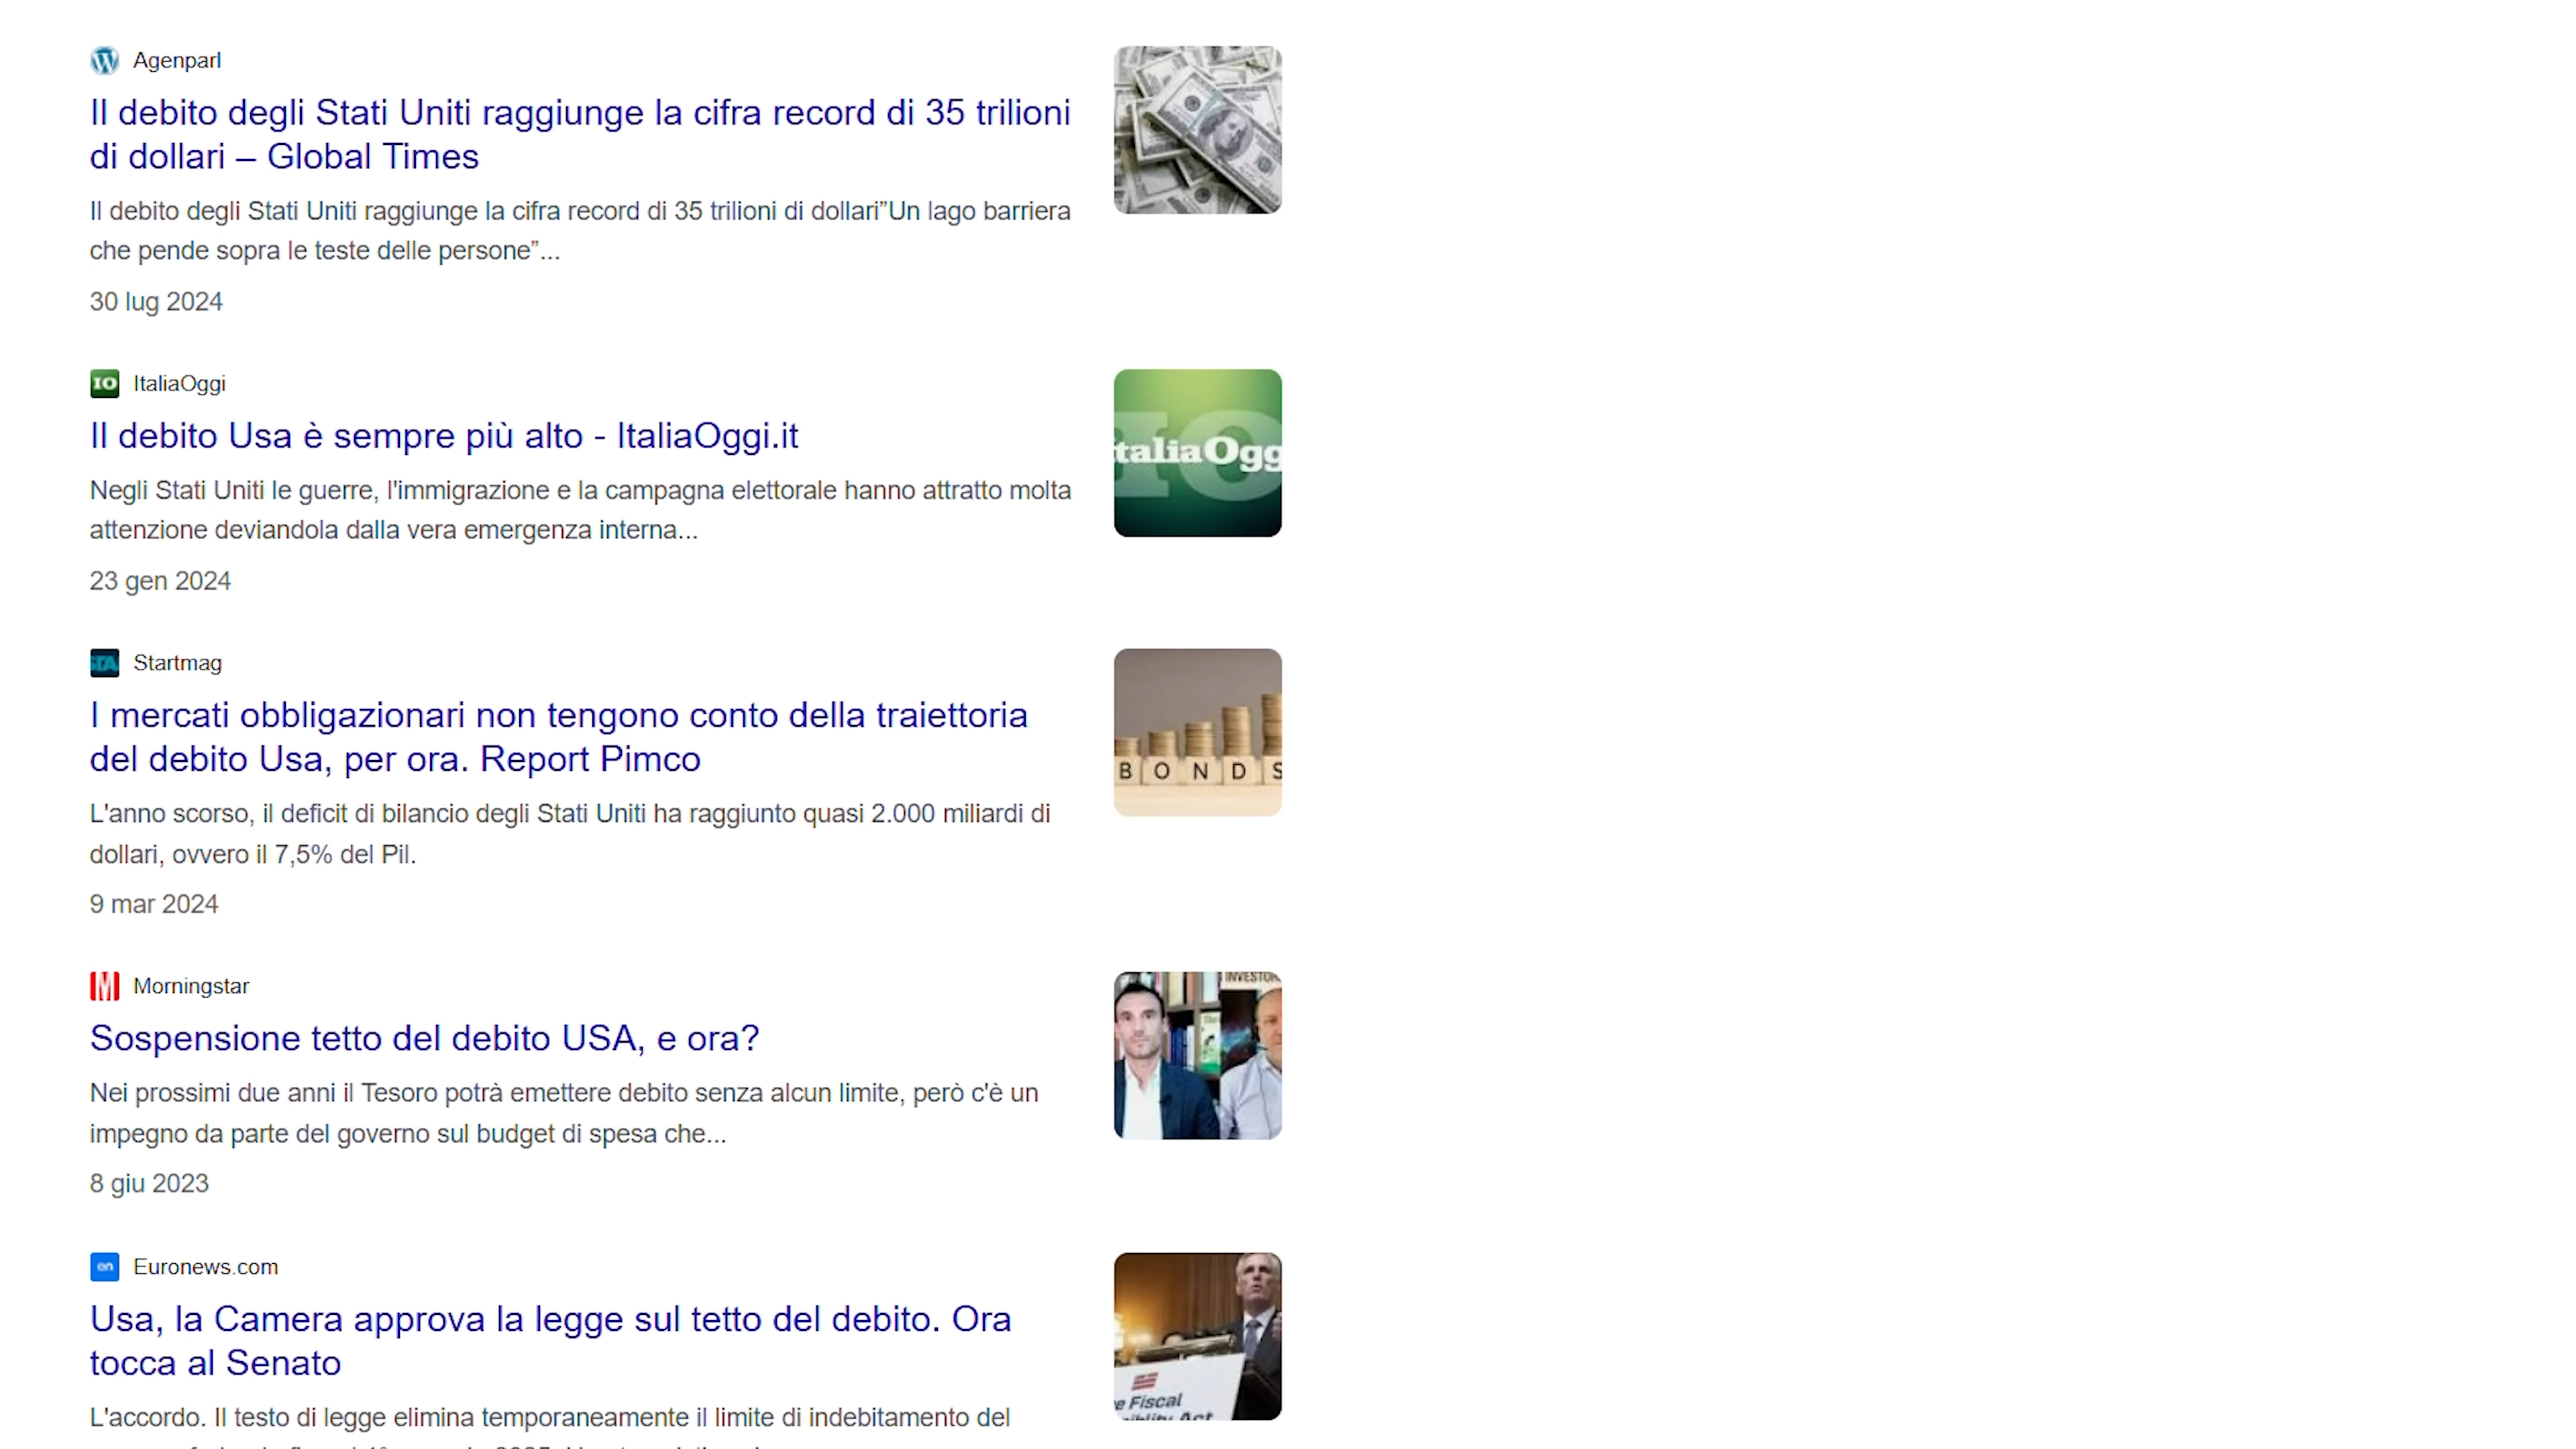 Agenparl
Il debito degli Stati Uniti raggiunge la cifra record di 35 trilioni
di dollari – Global Times
Il debito degli Stati Uniti raggiunge la cifra record di 35 trilioni di dollari”Un lago barriera
che pende sopra le teste delle persone”...
30 lug 2024
IO ItaliaOggi
Il debito Usa è sempre più alto - ItaliaOggi.it
taliaOgg
Negli Stati Uniti le guerre, l'immigrazione e la campagna elettorale hanno attratto molta
attenzione deviandola dalla vera emergenza interna...
23 gen 2024
STA Startmag
I mercati obbligazionari non tengono conto della traiettoria
del debito Usa, per ora. Report Pimco
BONDS
L'anno scorso, il deficit di bilancio degli Stati Uniti ha raggiunto quasi 2.000 miliardi di
dollari, ovvero il 7,5% del Pil.
9 mar 2024
Morningstar
INVESTOR
Sospensione tetto del debito USA, e ora?
Nei prossimi due anni il Tesoro potrà emettere debito senza alcun limite, però c'è un
impegno da parte del governo sul budget di spesa che...
8 giu 2023
en Euronews.com
Usa, la Camera approva la legge sul tetto del debito. Ora
tocca al Senato
e Fiscal
Act
L'accordo. Il testo di legge elimina temporaneamente il limite di indebitamento del